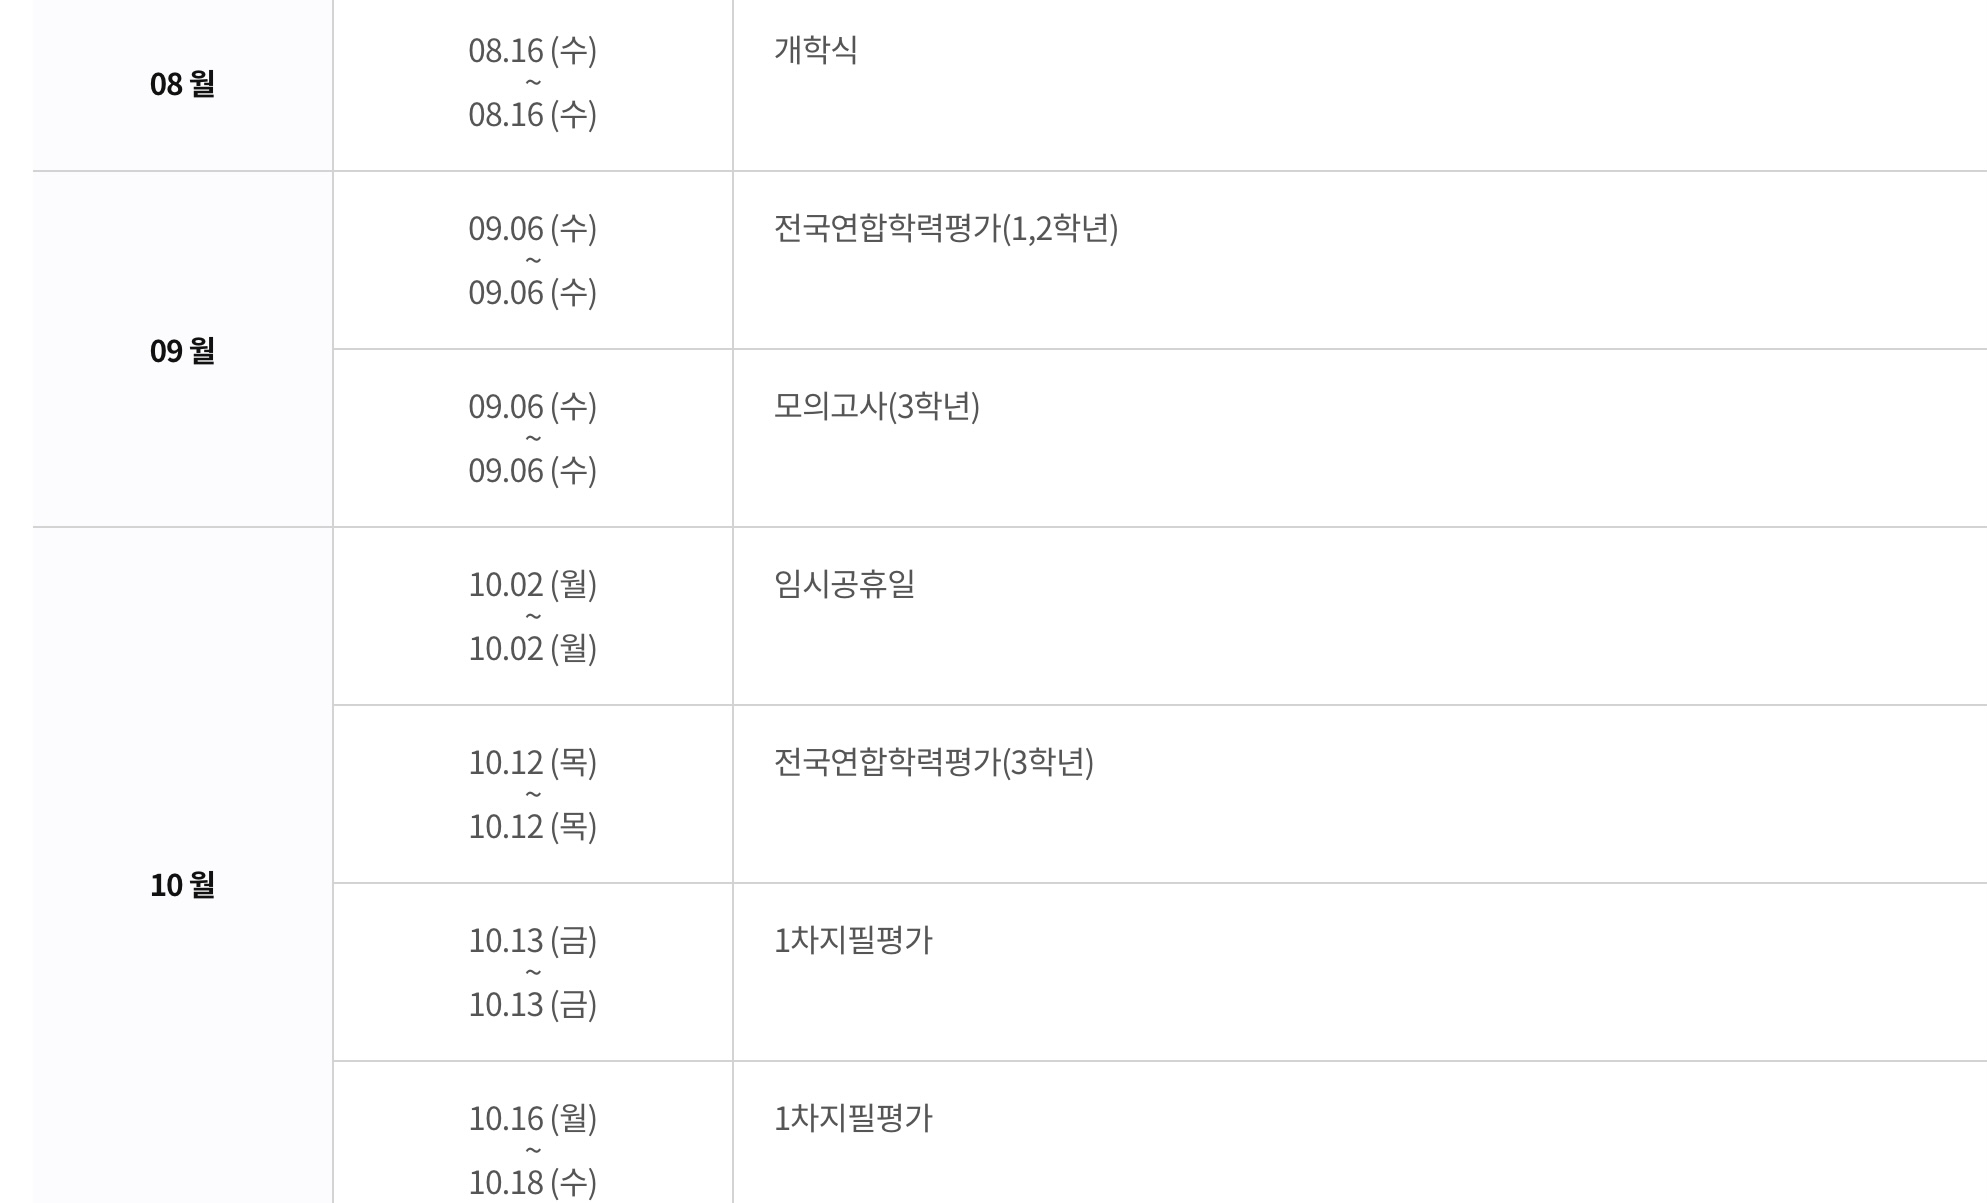 08 월
08.16 (수)
~
08.16 (수)
개학식
09 월
09.06 (수)
~
09.06 (수)
전국연합학력평가(1,2학년)
09.06 (수)
~
09.06 (수)
모의고사(3학년)
10 월
10.02 (월)
~
10.02 (월)
임시공휴일
10.12 (목)
~
10.12 (목)
전국연합학력평가(3학년)
10.13 (금)
~
10.13 (금)
1차지필평가
10.16 (월)
~
10.18 (수)
1차지필평가